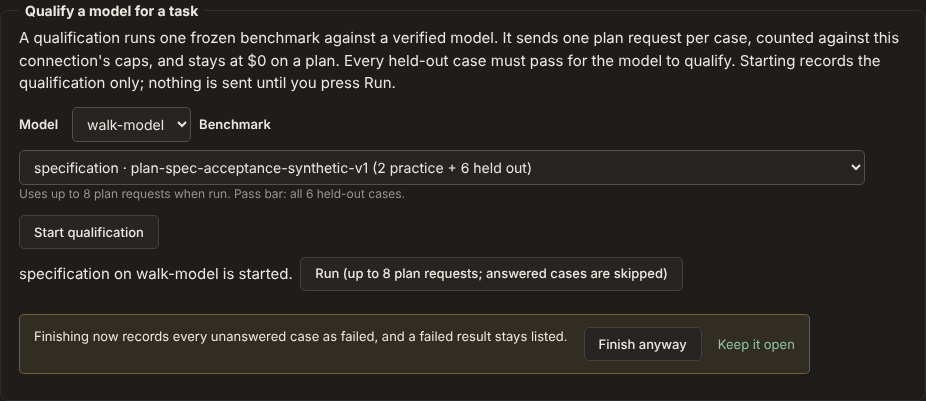 Qualify a model for a task
A qualification runs one frozen benchmark against a verified model. It sends one plan request per case, counted against this
connection's caps, and stays at $0 on a plan. Every held-out case must pass for the model to qualify. Starting records the
qualification only; nothing is sent until you press Run.
Model walk-model Benchmark
specification · plan-spec-acceptance-synthetic-v1 (2 practice + 6 held out)
Uses up to 8 plan requests when run. Pass bar: all 6 held-out cases.
Start qualification
specification on walk-model is started. Run (up to 8 plan requests; answered cases are skipped)
Finishing now records every unanswered case as failed, and a failed result stays listed. Finish anyway Keep it open